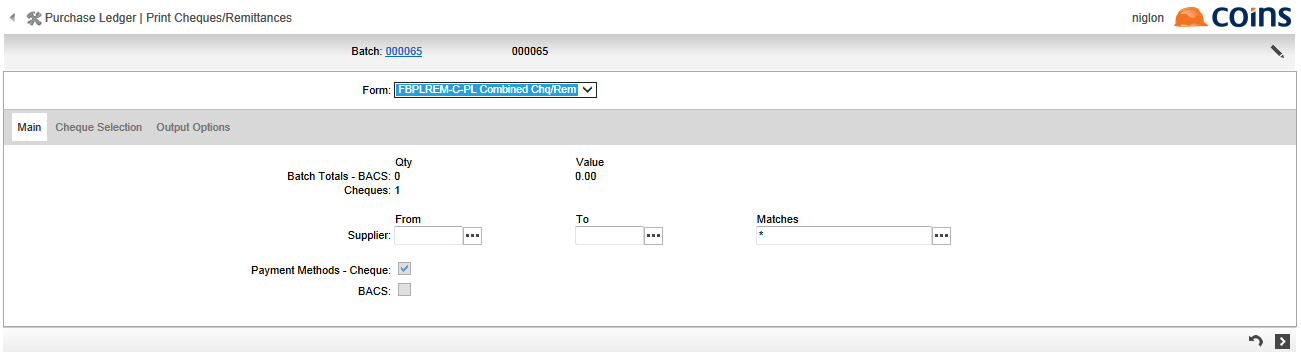 Purchase Ledger | Print Cheques/Remittances
niglon
coins
Batch: 000065 000065
Form: FBPLREM-C-PL Combined Chq/Rem
Main Cheque Selection Output Options
Qty Value
Batch Totals - BACS: 0 0.00
Cheques: 1
From To Matches
Supplier: *
Payment Methods - Cheque:
BACS: